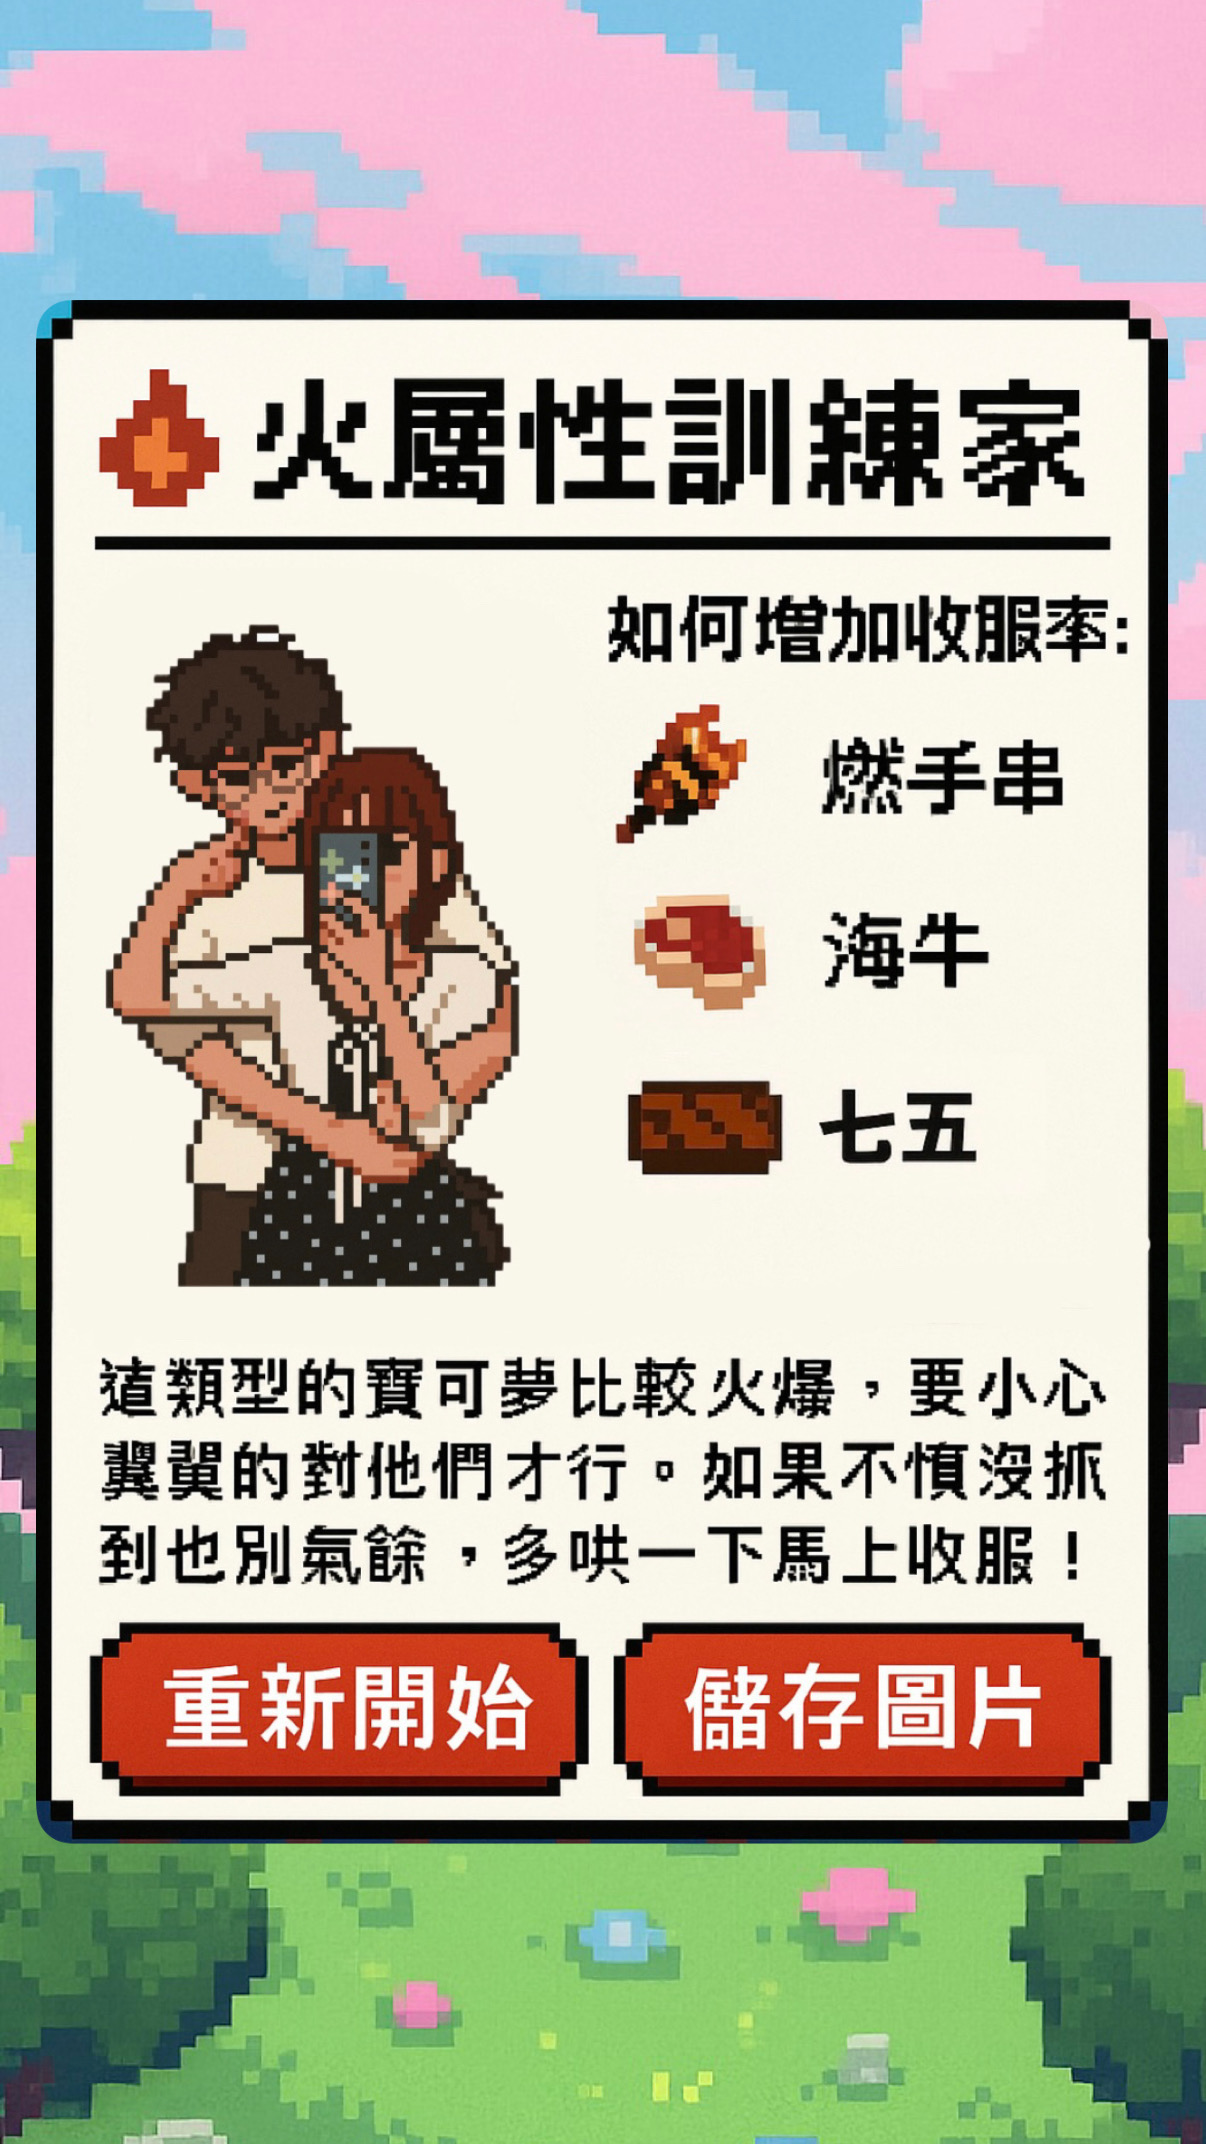 火屬性訓練家
如何增加收服率:
燃手串
海牛
七五
這類型的寶可夢比較火爆，要小心
翼翼的對他們才行。如果不慎沒抓
到也別氣餘，多哄一下馬上收服！
重新開始
儲存圖片